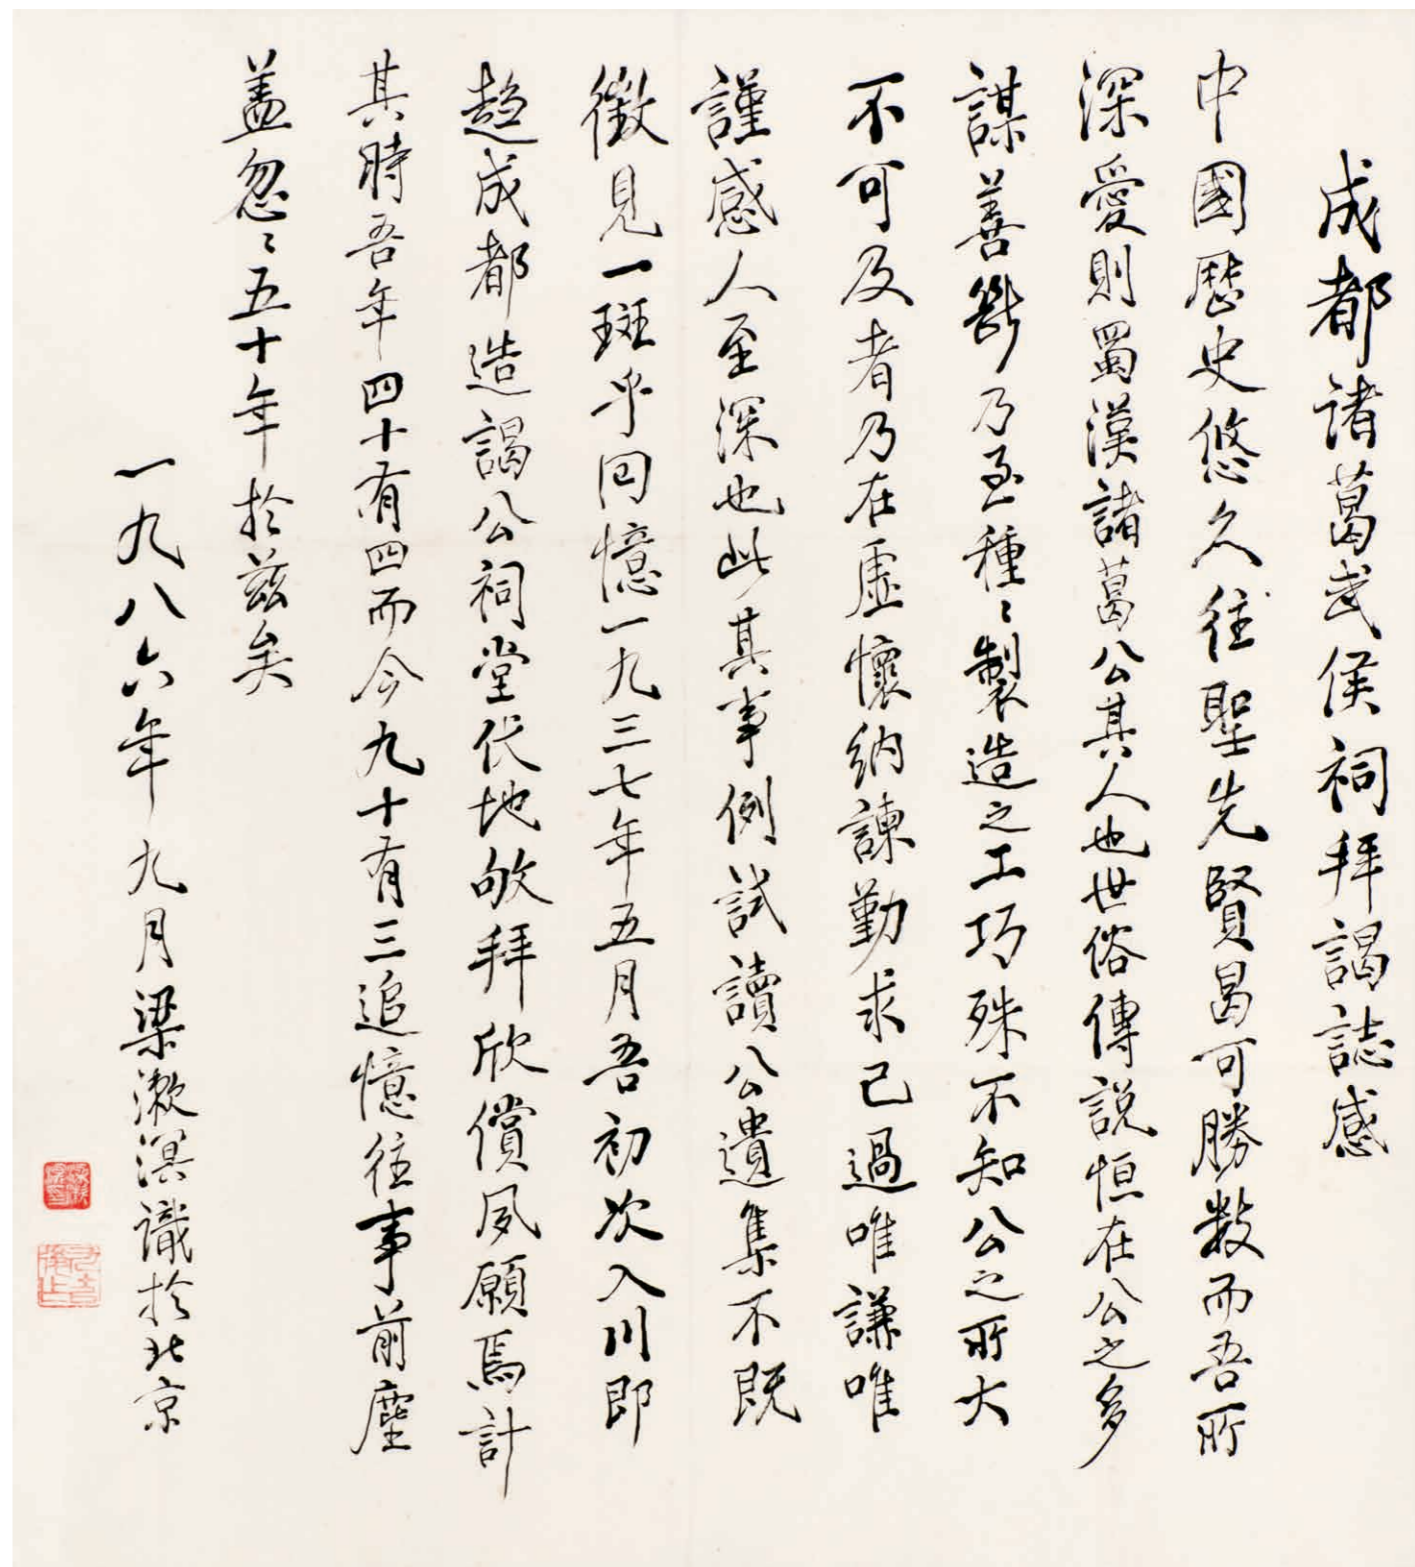 成都諸葛武侯祠拜謁誌感
中國歷史悠久往聖先賢曷可勝數而吾所
深愛則蜀漢諸葛公其人也世俗傳説恒在公之多
謀善斷乃至種〻製造之工巧殊不知公之所大
不可及者乃在虛懷納諫勤求己過唯謙唯
謹感人至深也此其事例試讀公遺集不既
徵見一斑乎囘憶一九三七年五月吾初次入川即
趋成都造謁公祠堂伏地敬拜欣償夙願焉計
其時吾年四十有四而今九十有三追憶往事前塵
盖忽〻五十年於兹矣
一九八六年九月梁漱溟識於北京